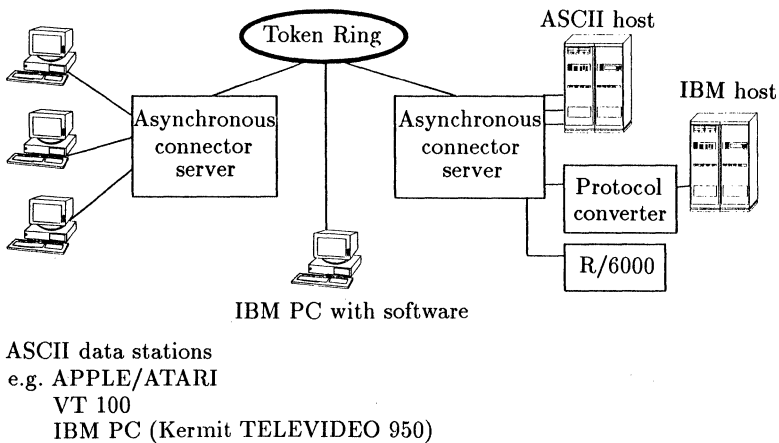 Token Ring
ASCII host
IBM host
Asynchronous
connector
server
Asynchronous
connector
server
Protocol
converter
R/6000
IBM PC with software
ASCII data stations
e.g. APPLE/ATARI
VT 100
IBM PC (Kermit TELEVIDEO 950)